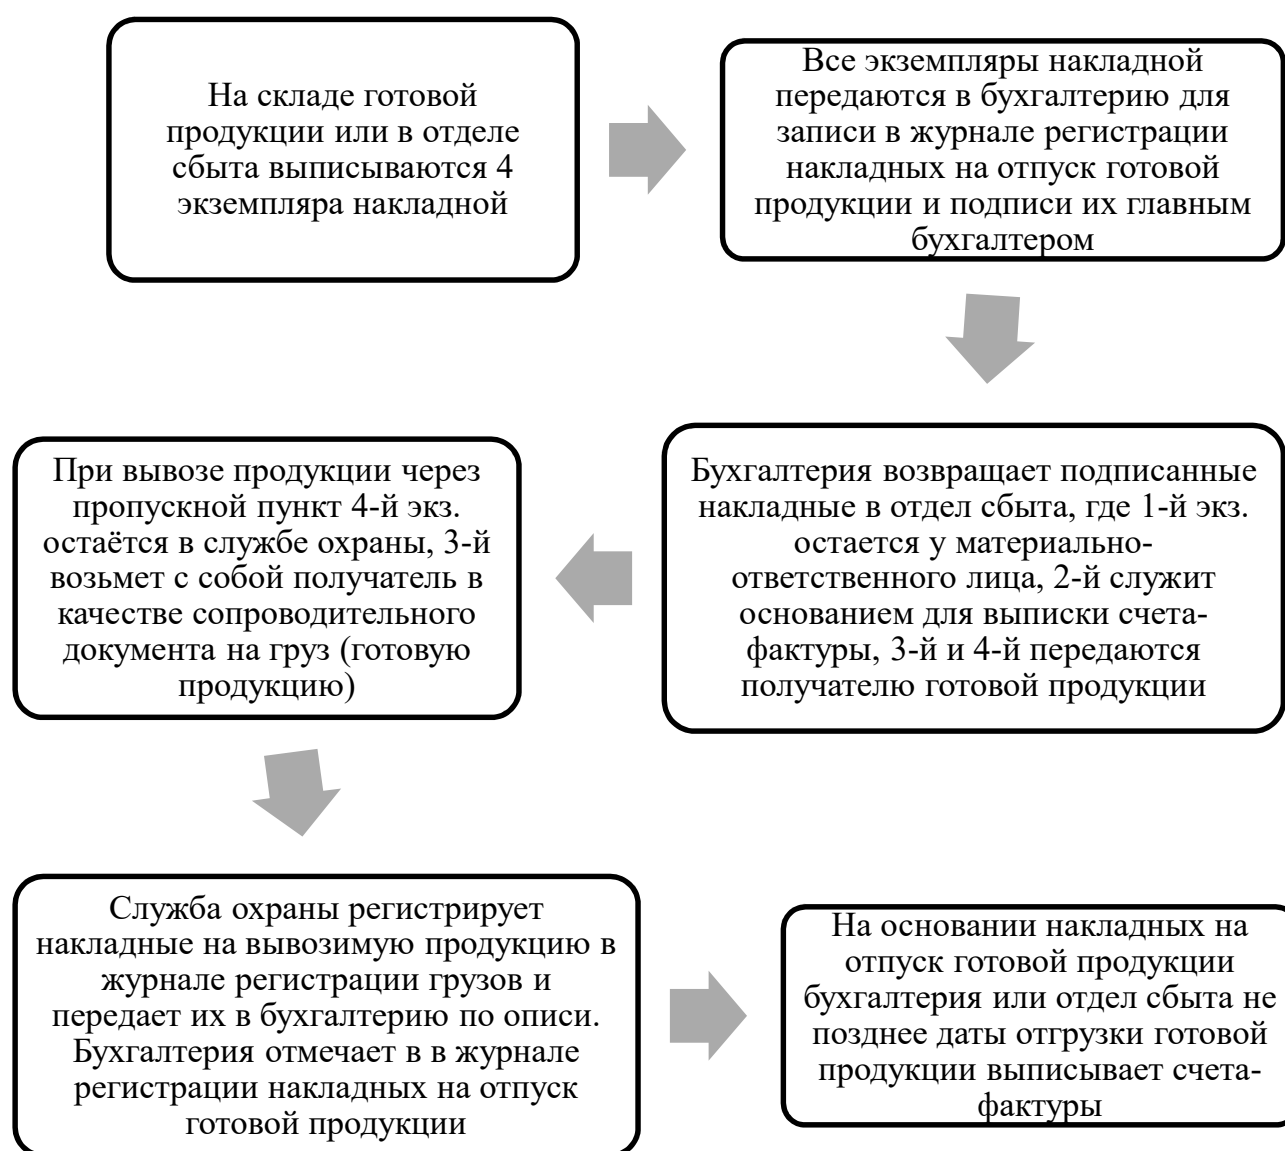 На складе готовой
продукции или в отделе
сбыта выписываются 4
экземпляра накладной
Все экземпляры накладной
передаются в бухгалтерию для
записи в журнале регистрации
накладных на отпуск готовой
продукции и подписи их главным
бухгалтером
Бухгалтерия возвращает подписанные
накладные в отдел сбыта, где 1-й экз.
остается у материально-
ответственного лица, 2-й служит
основанием для выписки счета-
фактуры, 3-й и 4-й передаются
получателю готовой продукции
При вывозе продукции через
пропускной пункт 4-й экз.
остаётся в службе охраны, 3-й
возьмет с собой получатель в
качестве сопроводительного
документа на груз (готовую
продукцию)
Служба охраны регистрирует
накладные на вывозимую продукцию в
журнале регистрации грузов и
передает их в бухгалтерию по описи.
Бухгалтерия отмечает в в журнале
регистрации накладных на отпуск
готовой продукции
На основании накладных на
отпуск готовой продукции
бухгалтерия или отдел сбыта не
позднее даты отгрузки готовой
продукции выписывает счета-
фактуры